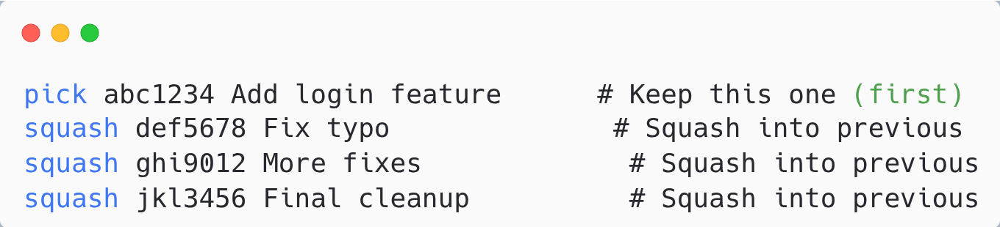 pick abc1234 Add login feature      # Keep this one (first)
squash def5678 Fix typo              # Squash into previous
squash ghi9012 More fixes             # Squash into previous
squash jkl3456 Final cleanup          # Squash into previous